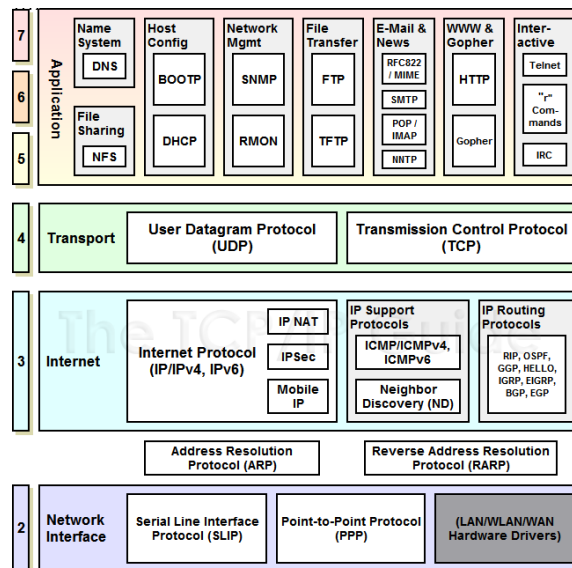 7
6
5
Application
Name
System
DNS
File
Sharing
NFS
Host
Config
BOOTP
DHCP
Network
Mgmt
SNMP
RMON
File
Transfer
FTP
TFTP
E-Mail &
News
RFC822
/ MIME
SMTP
POP /
IMAP
NNTP
WWW &
Gopher
HTTP
Gopher
Inter-
active
Telnet
"r"
Com-
mands
IRC
4
Transport
User Datagram Protocol
(UDP)
Transmission Control Protocol
(TCP)
The TCP/IP Guide
3
Internet
Internet Protocol
(IP/IPv4, IPv6)
IP NAT
IPSec
Mobile
IP
IP Support
Protocols
ICMP/ICMPv4,
ICMPv6
Neighbor
Discovery (ND)
IP Routing
Protocols
RIP, OSPF,
GGP, HELLO,
IGRP, EIGRP,
BGP, EGP
Address Resolution
Protocol (ARP)
Reverse Address Resolution
Protocol (RARP)
2
Network
Interface
Serial Line Interface
Protocol (SLIP)
Point-to-Point Protocol
(PPP)
(LAN/WLAN/WAN
Hardware Drivers)